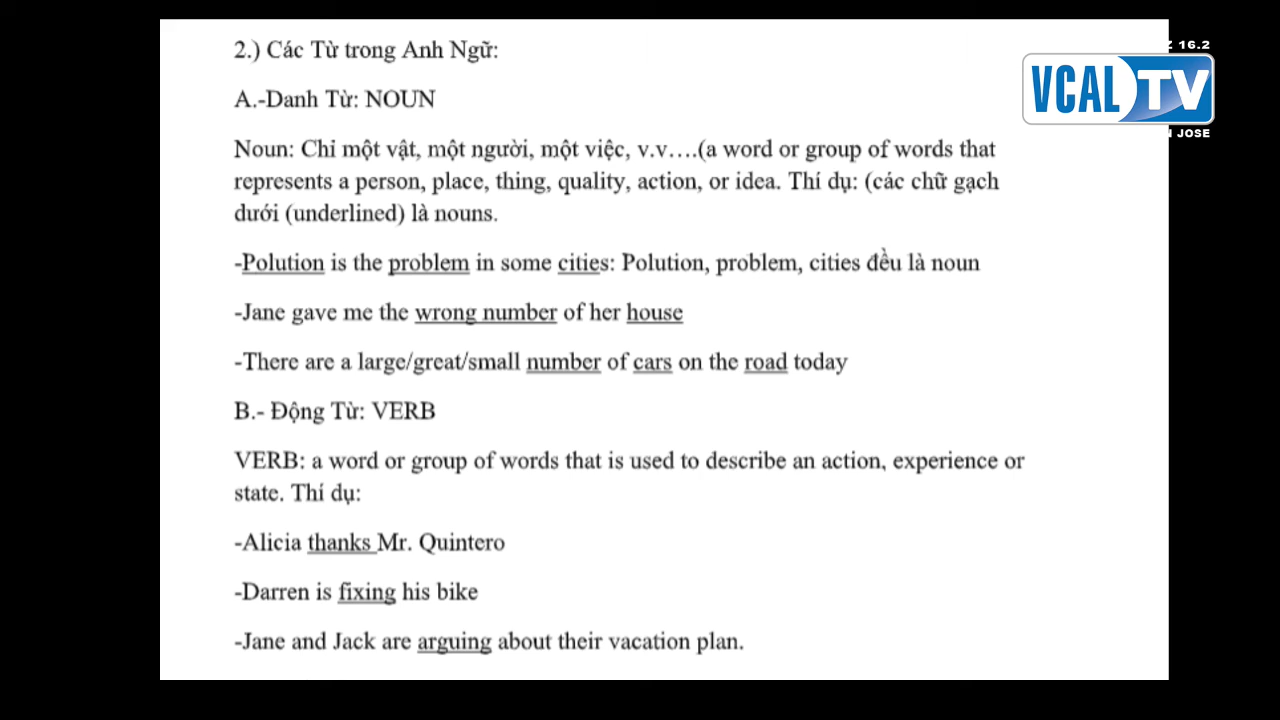 2.) Các Từ trong Anh Ngữ:
A.-Danh Từ: NOUN
Noun: Chỉ một vật, một người, một việc, v.v….(a word or group of words that
represents a person, place, thing, quality, action, or idea. Thí dụ: (các chữ gạch
dưới (underlined) là nouns.
-Polution is the problem in some cities: Polution, problem, cities đều là noun
-Jane gave me the wrong number of her house
-There are a large/great/small number of cars on the road today
B.- Động Từ: VERB
VERB: a word or group of words that is used to describe an action, experience or
state. Thí dụ:
-Alicia thanks Mr. Quintero
-Darren is fixing his bike
-Jane and Jack are arguing about their vacation plan.
16.2
VCAL TV
JOSE